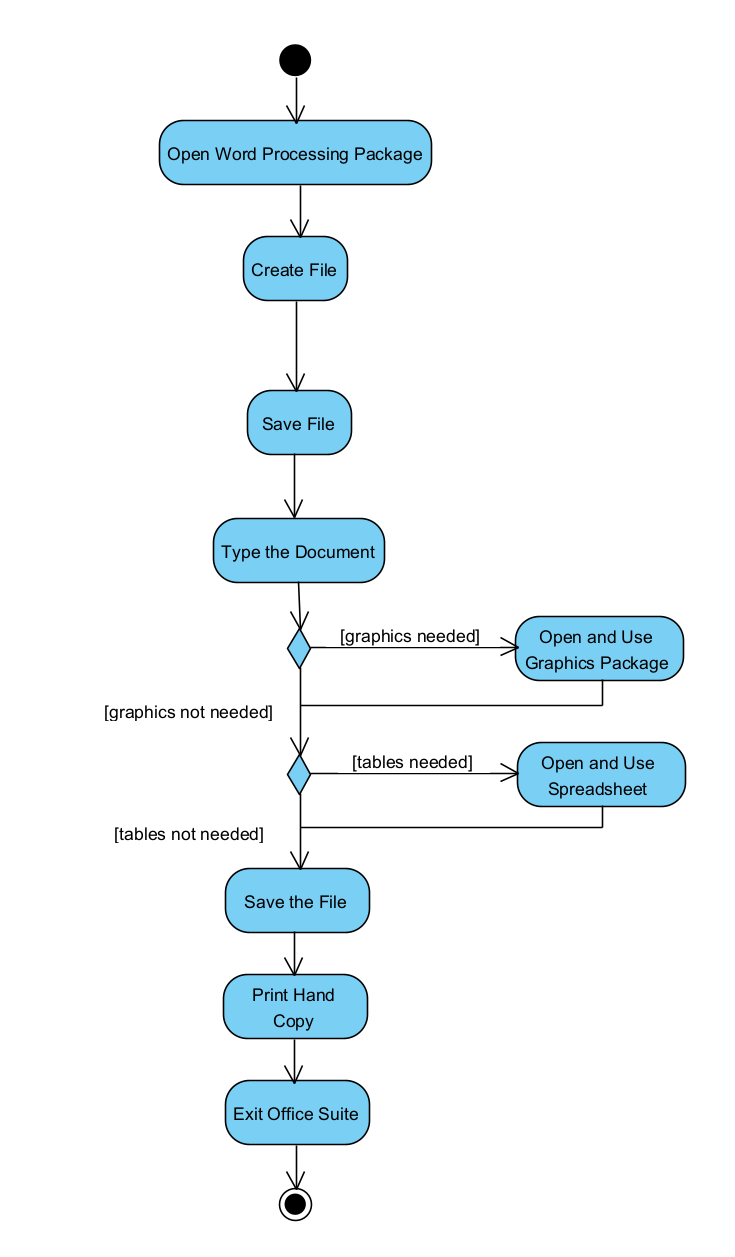 Open Word Processing Package
Create File
Save File
Type the Document
[graphics needed]
Open and Use
Graphics Package
[graphics not needed]
[tables needed]
Open and Use
Spreadsheet
[tables not needed]
Save the File
Print Hand
Copy
Exit Office Suite